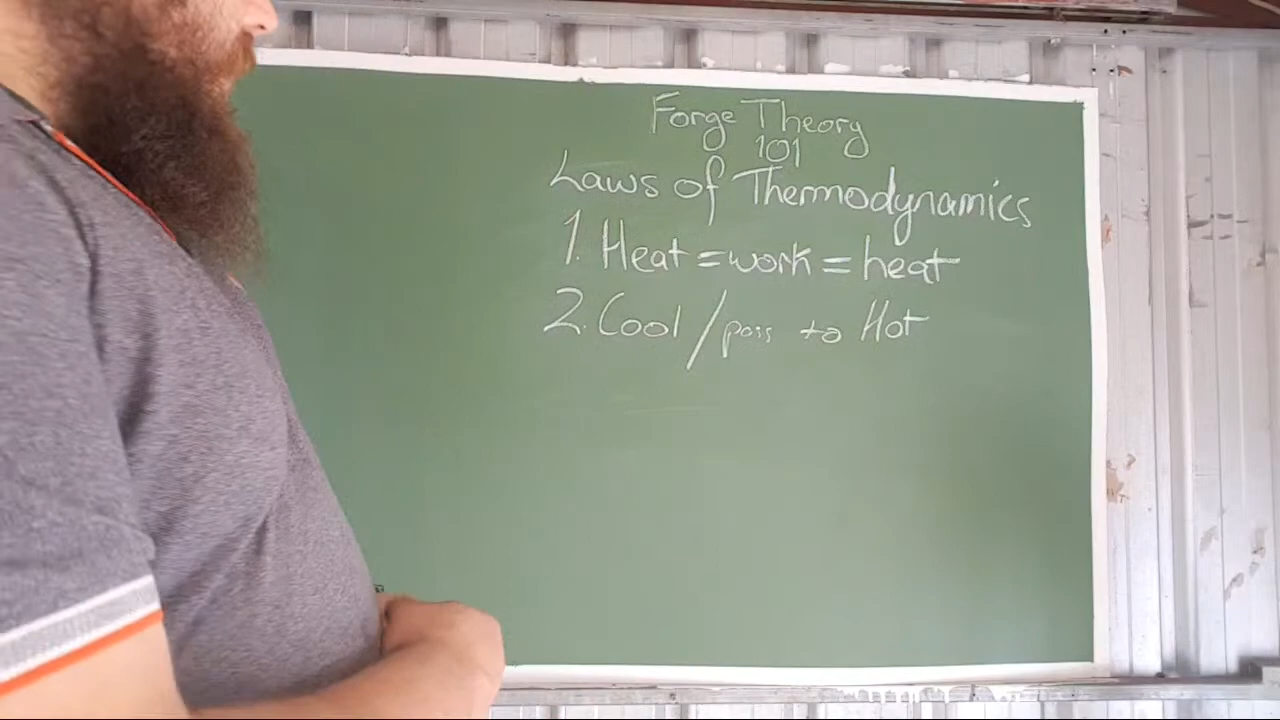 Forge Theory
101
Laws of Thermodynamics
1. Heat = work = heat
2. Cool / pass to Hot